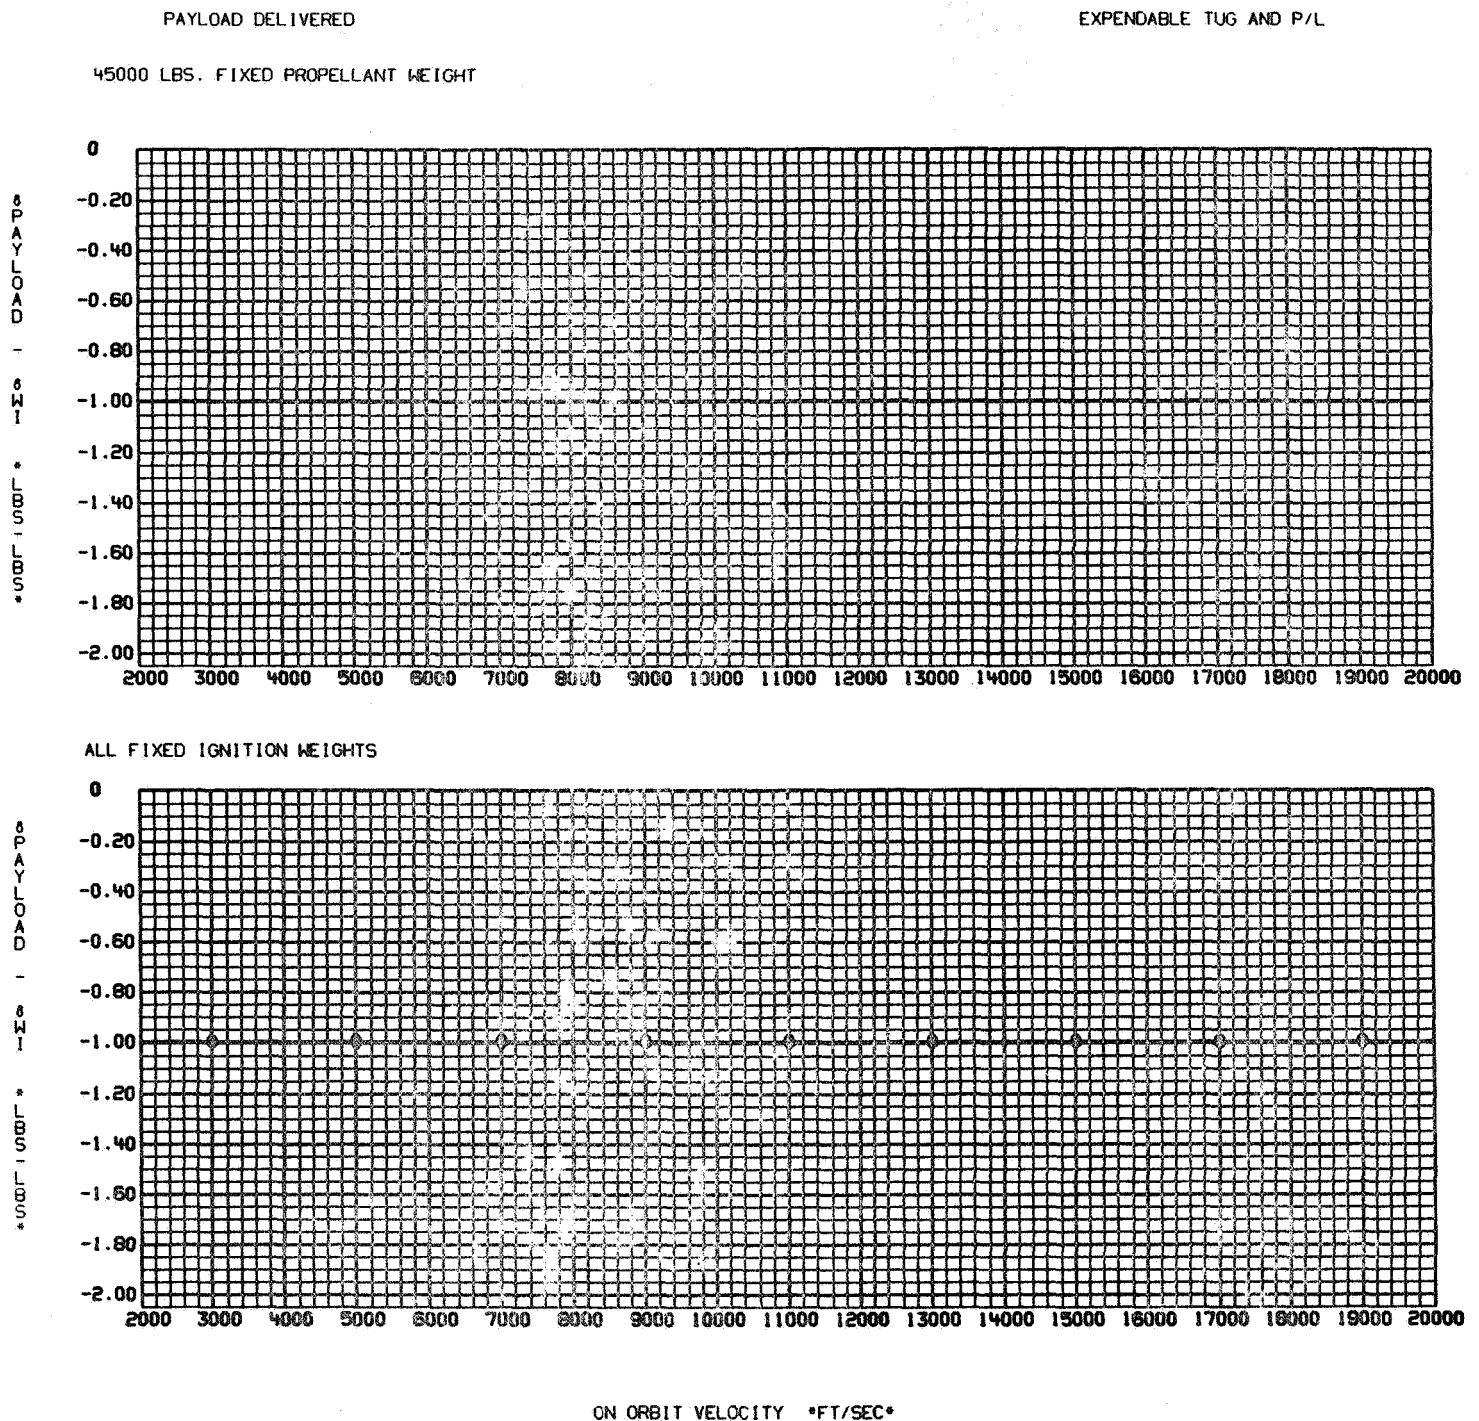 PAYLOAD DELIVERED EXPENDABLE TUG AND P/L
45000 LBS. FIXED PROPELLANT WEIGHT
δPAYLOAD - δWI *LBS-LBS*
0
-0.20
-0.40
-0.60
-0.80
-1.00
-1.20
-1.40
-1.60
-1.80
-2.00
2000 3000 4000 5000 6000 7000 8000 9000 10000 11000 12000 13000 14000 15000 16000 17000 18000 19000 20000
ALL FIXED IGNITION WEIGHTS
δPAYLOAD - δWI *LBS-LBS*
0
-0.20
-0.40
-0.60
-0.80
-1.00
-1.20
-1.40
-1.60
-1.80
-2.00
2000 3000 4000 5000 6000 7000 8000 9000 10000 11000 12000 13000 14000 15000 16000 17000 18000 19000 20000
ON ORBIT VELOCITY *FT/SEC*